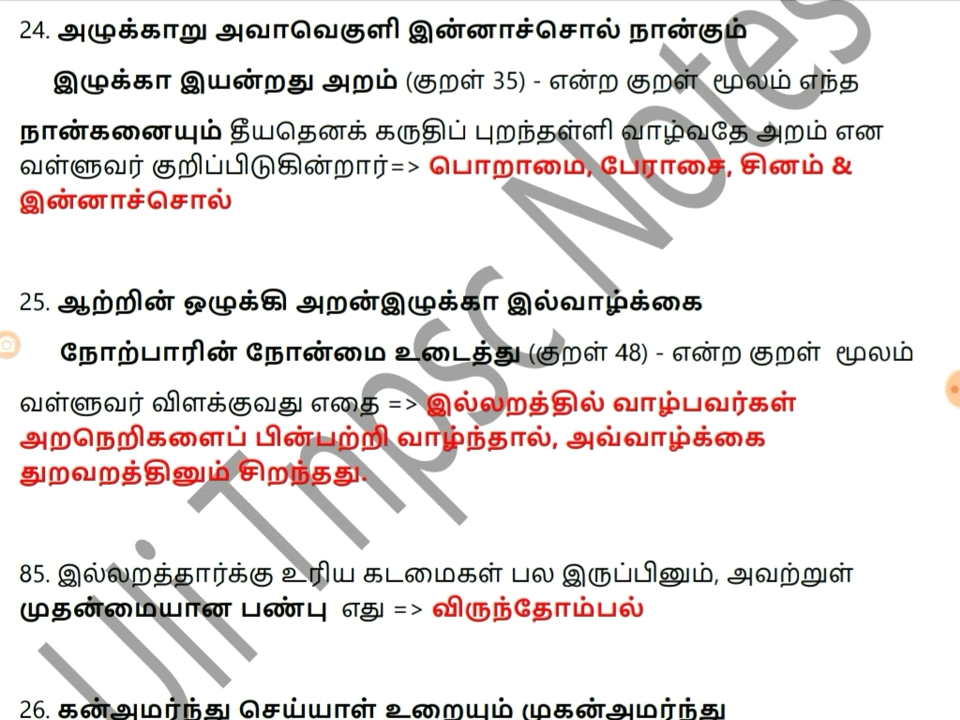 24. அழுக்காறு அவாவெகுளி இன்னாச்சொல் நான்கும்
இழுக்கா இயன்றது அறம் (குறள் 35) - என்ற குறள் மூலம் எந்த
நான்கனையும் தீயதெனக் கருதிப் புறந்தள்ளி வாழ்வதே அறம் என
வள்ளுவர் குறிப்பிடுகின்றார்=> பொறாமை, பேராசை, சினம் &
இன்னாச்சொல்
25. ஆற்றின் ஒழுக்கி அறன்இழுக்கா இல்வாழ்க்கை
நோற்பாரின் நோன்மை உடைத்து (குறள் 48) - என்ற குறள் மூலம்
வள்ளுவர் விளக்குவது எதை => இல்லறத்தில் வாழ்பவர்கள்
அறநெறிகளைப் பின்பற்றி வாழ்ந்தால், அவ்வாழ்க்கை
துறவறத்தினும் சிறந்தது.
85. இல்லறத்தார்க்கு உரிய கடமைகள் பல இருப்பினும், அவற்றுள்
முதன்மையான பண்பு எது => விருந்தோம்பல்
26. கன்அமர்ந்து செய்யாள் உறையும் முகன்அமர்ந்து
Tnpsc Notes